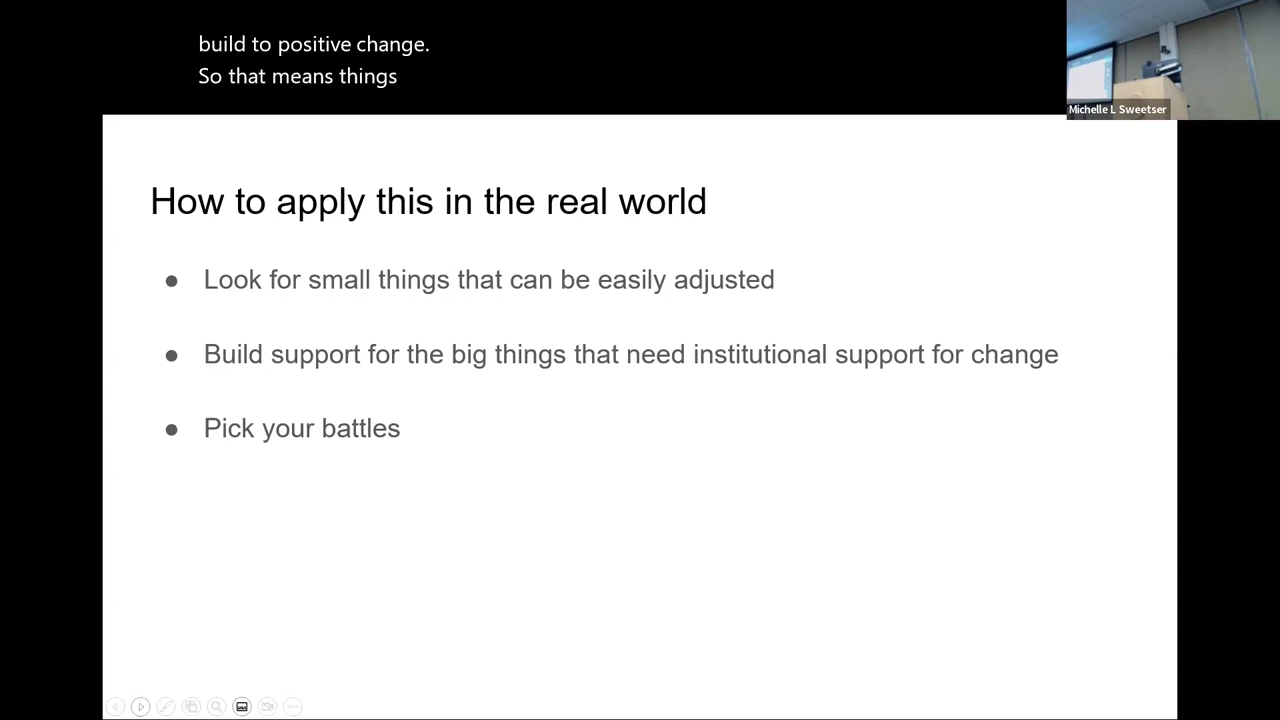 build to positive change.
So that means things
Michelle L Sweetser
How to apply this in the real world
● Look for small things that can be easily adjusted
● Build support for the big things that need institutional support for change
● Pick your battles